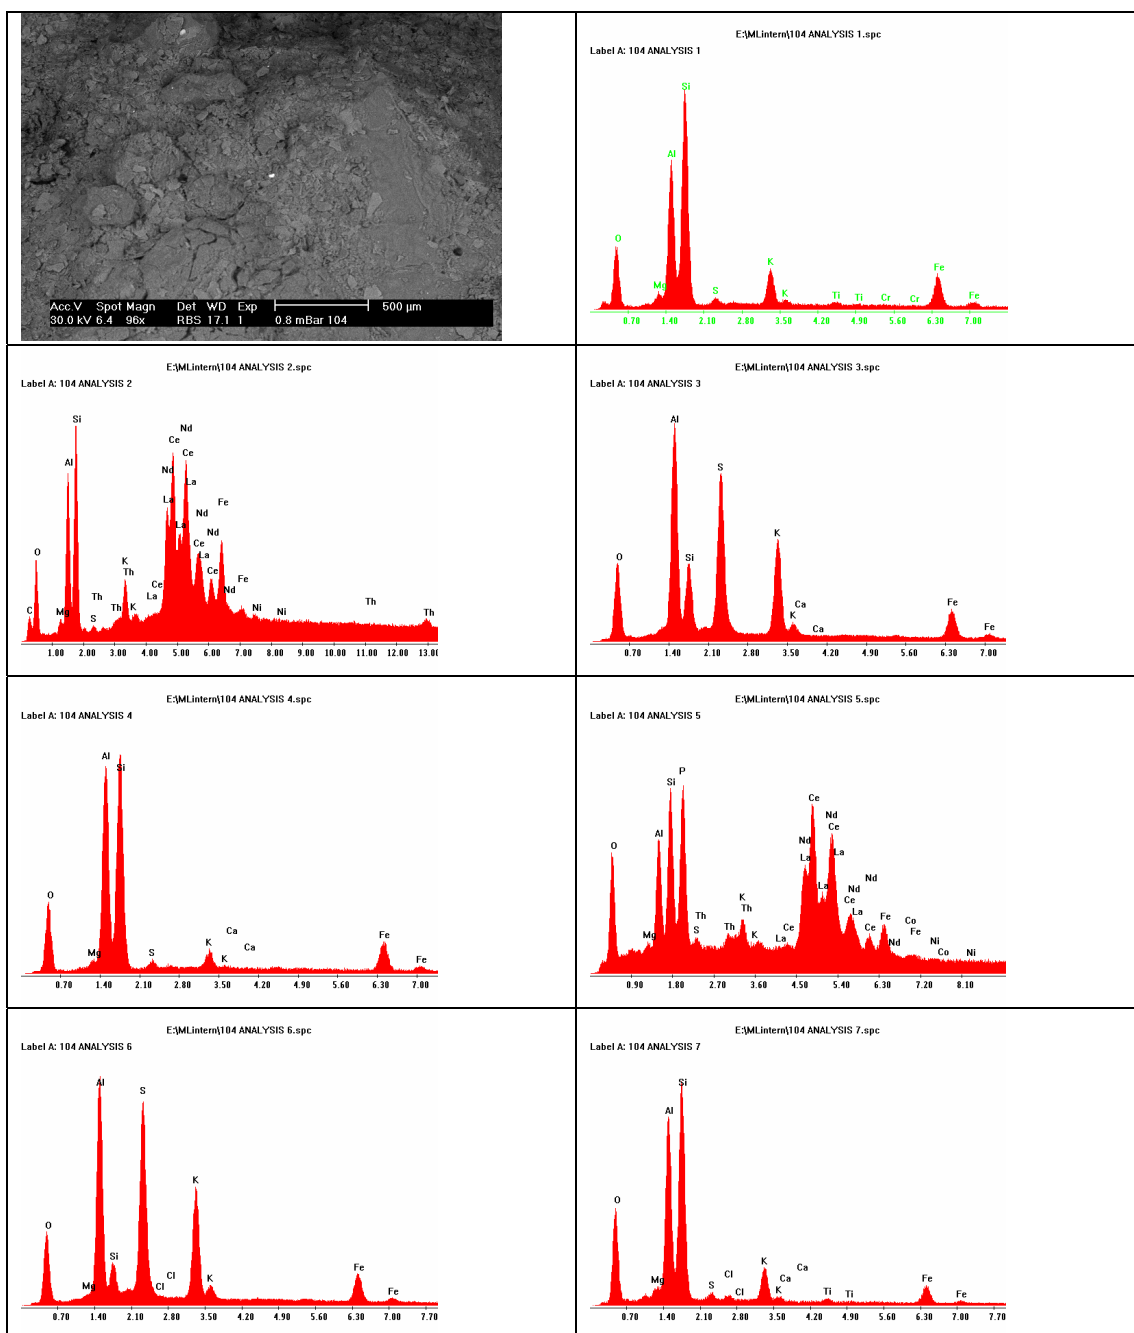 Acc.V Spot Magn Det WD Exp 500 µm
30.0 kV 6.4 96x RBS 17.1 1 0.8 mBar 104
E:\MLintern\104 ANALYSIS 1.spc
Label A: 104 ANALYSIS 1
Si
Al
O
K
Fe
Mg
S
K
Ti
Ti
Cr
Cr
Fe
0.70 1.40 2.10 2.80 3.50 4.20 4.90 5.60 6.30 7.00
E:\MLintern\104 ANALYSIS 2.spc
Label A: 104 ANALYSIS 2
Si
Nd
Ce
Ce
Al
Nd
La
La
Fe
Nd
La
Nd
O
Ce
La
K
Th
Ce
Ce
Fe
Nd
La
Th
C
Mg
S
Th
K
Ni
Ni
Th
Th
1.00 2.00 3.00 4.00 5.00 6.00 7.00 8.00 9.00 10.00 11.00 12.00 13.00
E:\MLintern\104 ANALYSIS 3.spc
Label A: 104 ANALYSIS 3
Al
S
K
O
Si
Ca
K
Ca
Fe
Fe
0.70 1.40 2.10 2.80 3.50 4.20 4.90 5.60 6.30 7.00
E:\MLintern\104 ANALYSIS 4.spc
Label A: 104 ANALYSIS 4
Al
Si
O
Mg
S
K
Ca
Ca
K
Fe
Fe
0.70 1.40 2.10 2.80 3.50 4.20 4.90 5.60 6.30 7.00
E:\MLintern\104 ANALYSIS 5.spc
Label A: 104 ANALYSIS 5
P
Si
Ce
Nd
Ce
Al
Nd
O
La
La
Nd
La
Nd
K
Ce
Th
La
Th
Fe
Co
S
Th
Ce
Ce
Fe
Mg
K
La
Nd
Ni
Co
Ni
0.90 1.80 2.70 3.60 4.50 5.40 6.30 7.20 8.10
E:\MLintern\104 ANALYSIS 6.spc
Label A: 104 ANALYSIS 6
Al
S
K
O
Si
Mg
Cl
Cl
K
Fe
Fe
0.70 1.40 2.10 2.80 3.50 4.20 4.90 5.60 6.30 7.00 7.70
E:\MLintern\104 ANALYSIS 7.spc
Label A: 104 ANALYSIS 7
Si
Al
O
K
Ca
Cl
Ca
Mg
S
Cl
K
Ti
Ti
Fe
Fe
0.70 1.40 2.10 2.80 3.50 4.20 4.90 5.60 6.30 7.00